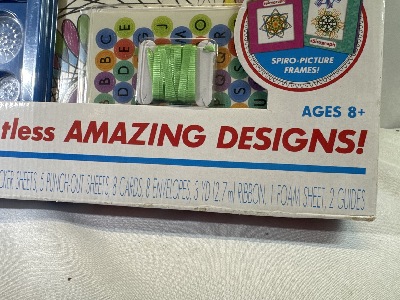 SPIRO-PICTURE
FRAMES!
AGES 8+
tless AMAZING DESIGNS!
KER SHEETS, 5 PUNCH-OUT SHEETS, 8 CARDS, 8 ENVELOPES, 3 YD (2.7 m) RIBBON, 1 FOAM SHEET, 2 GUIDES